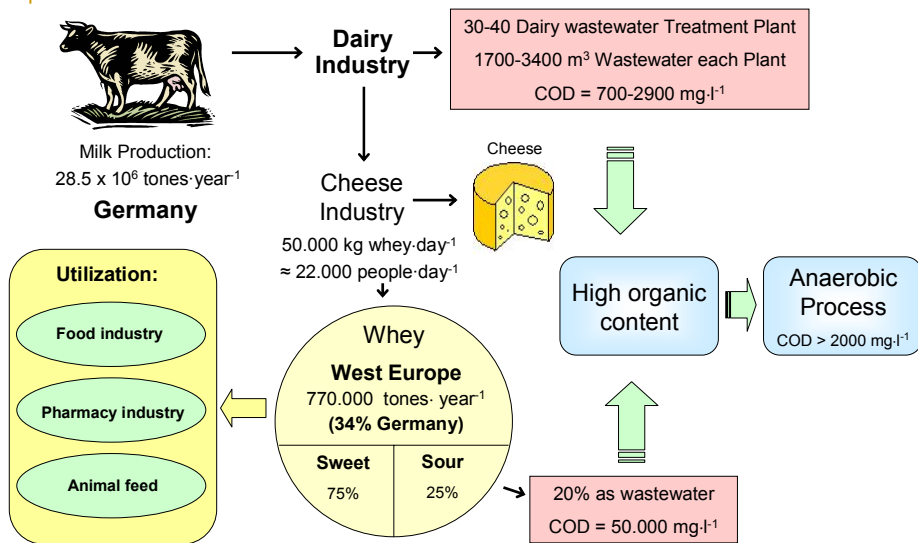 Dairy
Industry
30-40 Dairy wastewater Treatment Plant
1700-3400 m³ Wastewater each Plant
COD = 700-2900 mg·l⁻¹
Milk Production:
28.5 x 10⁶ tones·year⁻¹
Germany
Cheese
Industry
Cheese
50.000 kg whey·day⁻¹
≈ 22.000 people·day⁻¹
Utilization:
Food industry
Pharmacy industry
Animal feed
Whey
West Europe
770.000 tones· year⁻¹
(34% Germany)
Sweet
75%
Sour
25%
High organic
content
Anaerobic
Process
COD > 2000 mg·l⁻¹
20% as wastewater
COD = 50.000 mg·l⁻¹